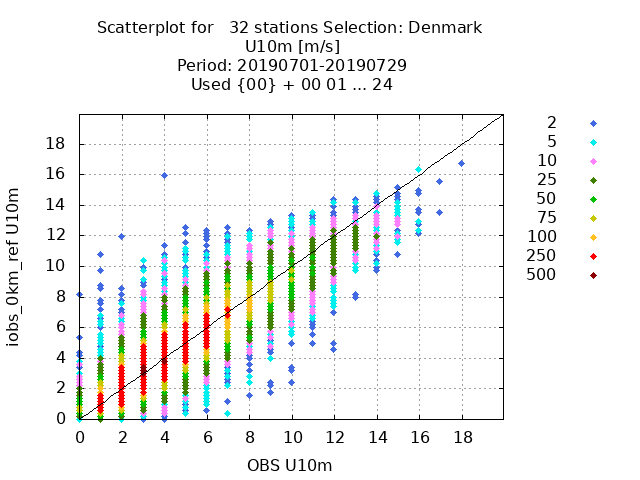 Scatterplot for   32 stations Selection: Denmark
U10m [m/s]
Period: 20190701-20190729
Used {00} + 00 01 ... 24
iobs_0km_ref U10m
18
16
14
12
10
8
6
4
2
0
0 2 4 6 8 10 12 14 16 18
OBS U10m
2
5
10
25
50
75
100
250
500